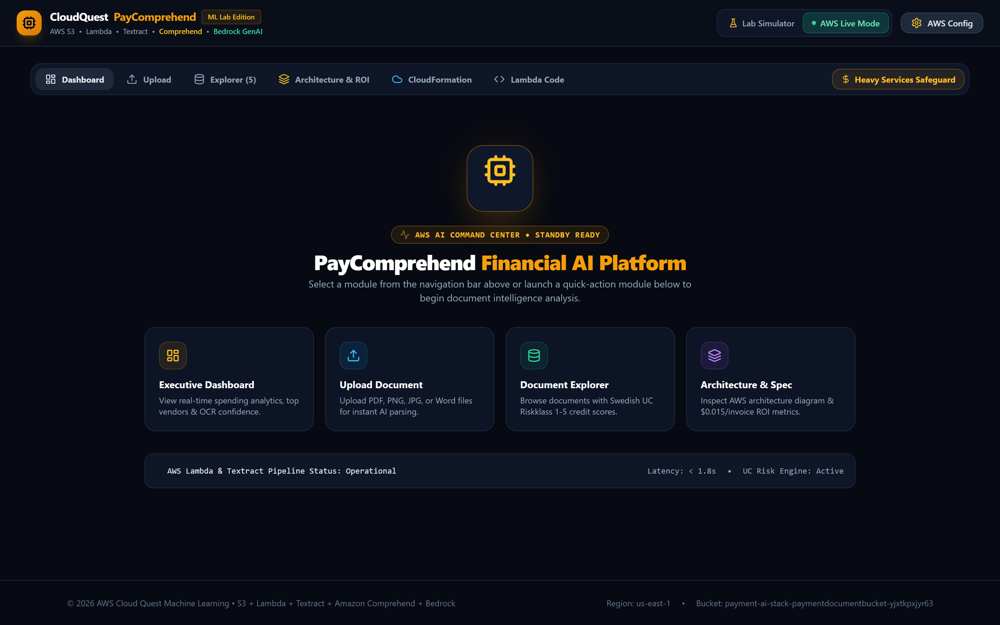 CloudQuest PayComprehend ML Lab Edition
AWS S3 • Lambda • Textract • Comprehend • Bedrock GenAI
Lab Simulator AWS Live Mode AWS Config
Dashboard Upload Explorer (5) Architecture & ROI CloudFormation Lambda Code Heavy Services Safeguard
AWS AI COMMAND CENTER • STANDBY READY
PayComprehend Financial AI Platform
Select a module from the navigation bar above or launch a quick-action module below to
begin document intelligence analysis.
Executive Dashboard
View real-time spending analytics, top
vendors & OCR confidence.
Upload Document
Upload PDF, PNG, JPG, or Word files
for instant AI parsing.
Document Explorer
Browse documents with Swedish UC
Riskklass 1-5 credit scores.
Architecture & Spec
Inspect AWS architecture diagram &
$0.015/invoice ROI metrics.
AWS Lambda & Textract Pipeline Status: Operational
Latency: < 1.8s • UC Risk Engine: Active
© 2026 AWS Cloud Quest Machine Learning • S3 + Lambda + Textract + Amazon Comprehend + Bedrock
Region: us-east-1 • Bucket: payment-ai-stack-paymentdocumentbucket-yjxtkpxjyr63